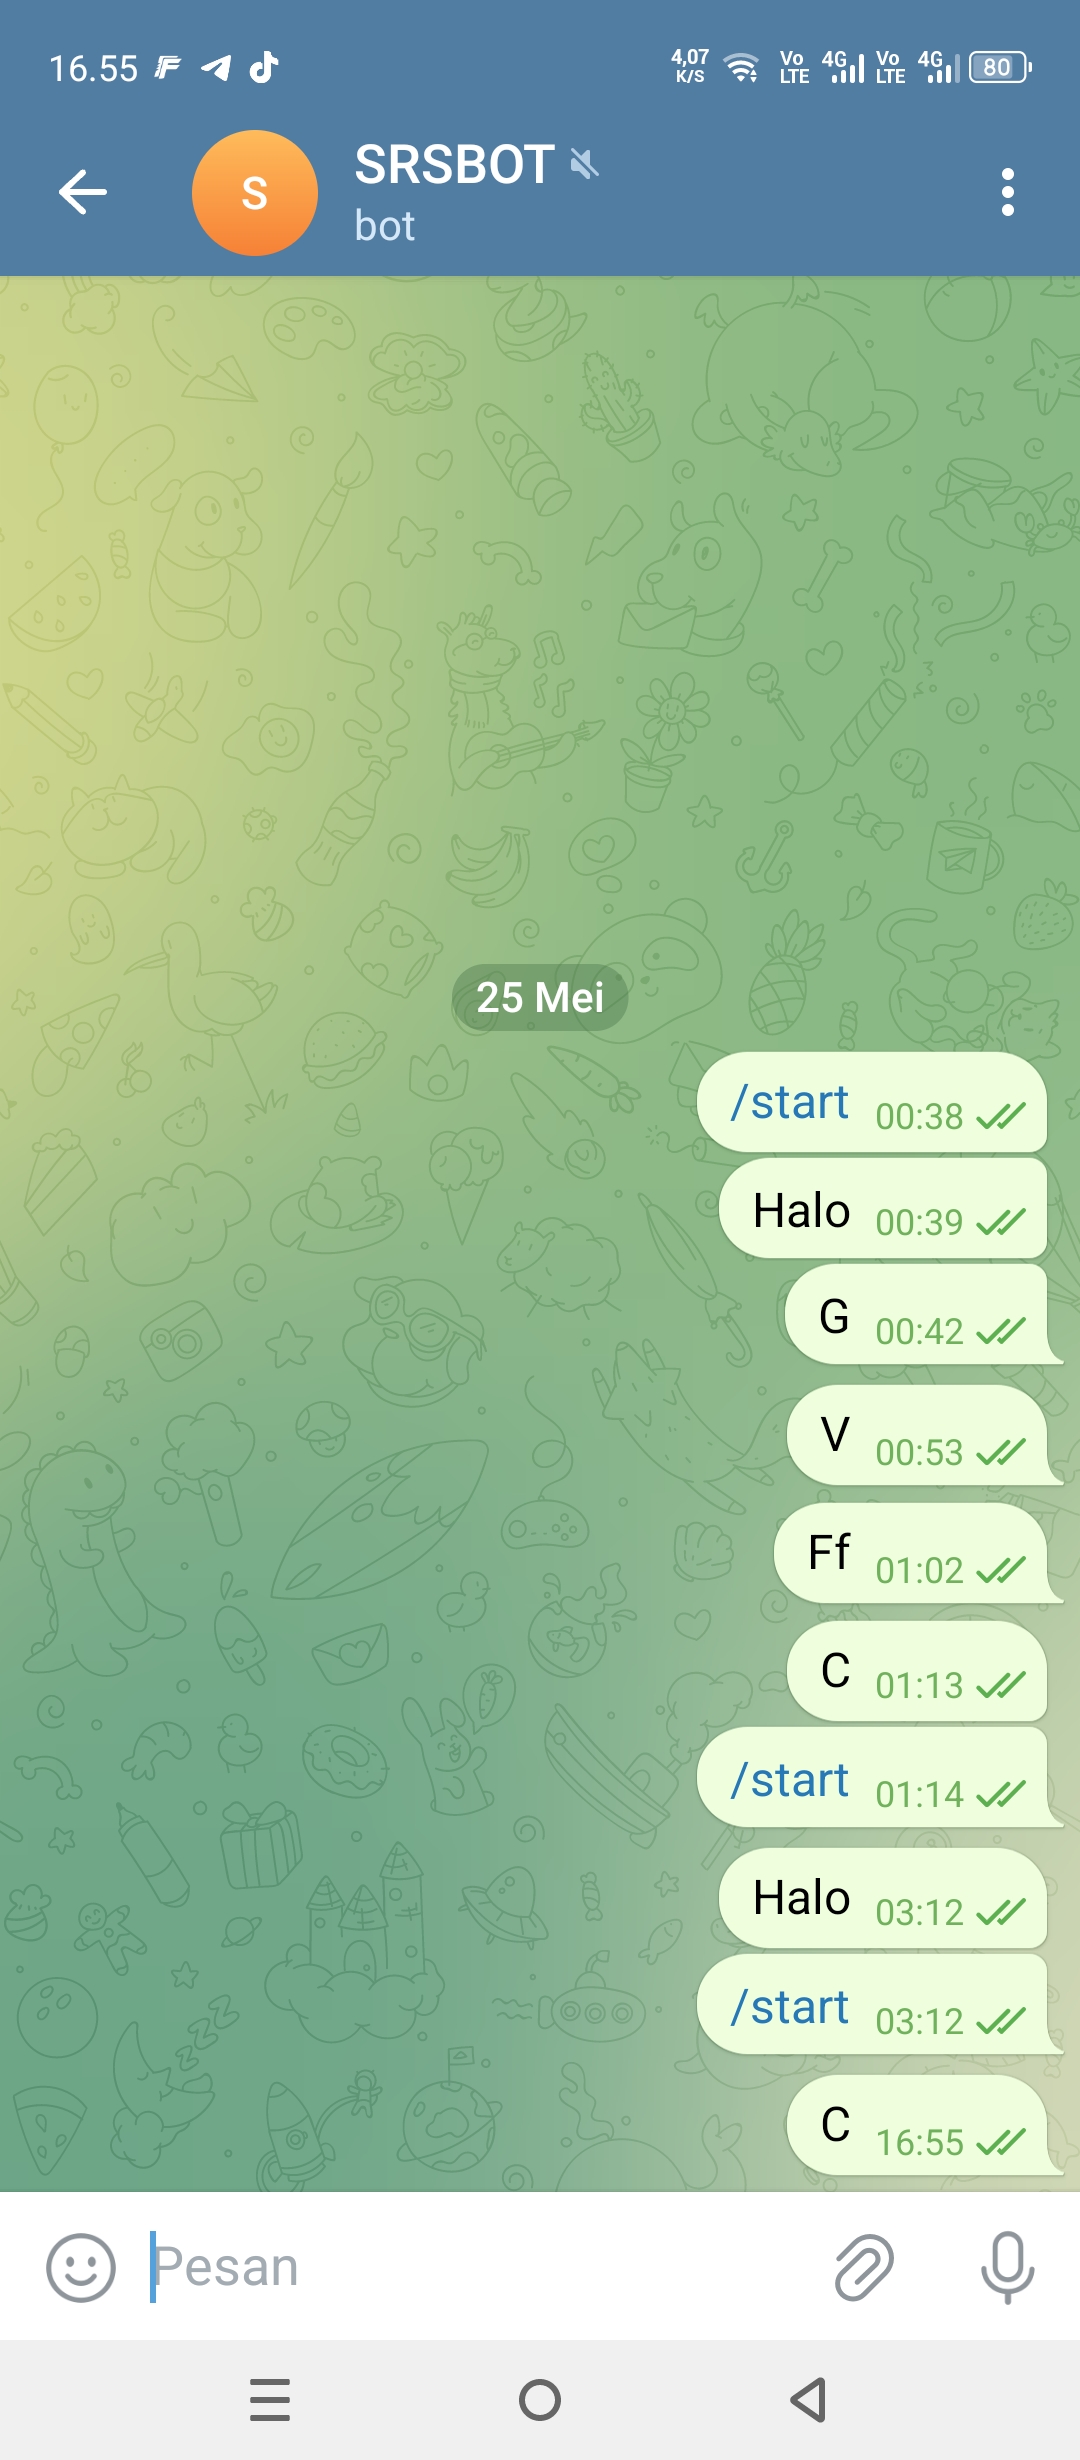 16.55
4,07 K/S
Vo LTE 4G Vo LTE 4G 80
S
SRSBOT
bot
25 Mei
/start 00:38
Halo 00:39
G 00:42
V 00:53
Ff 01:02
C 01:13
/start 01:14
Halo 03:12
/start 03:12
C 16:55
Pesan